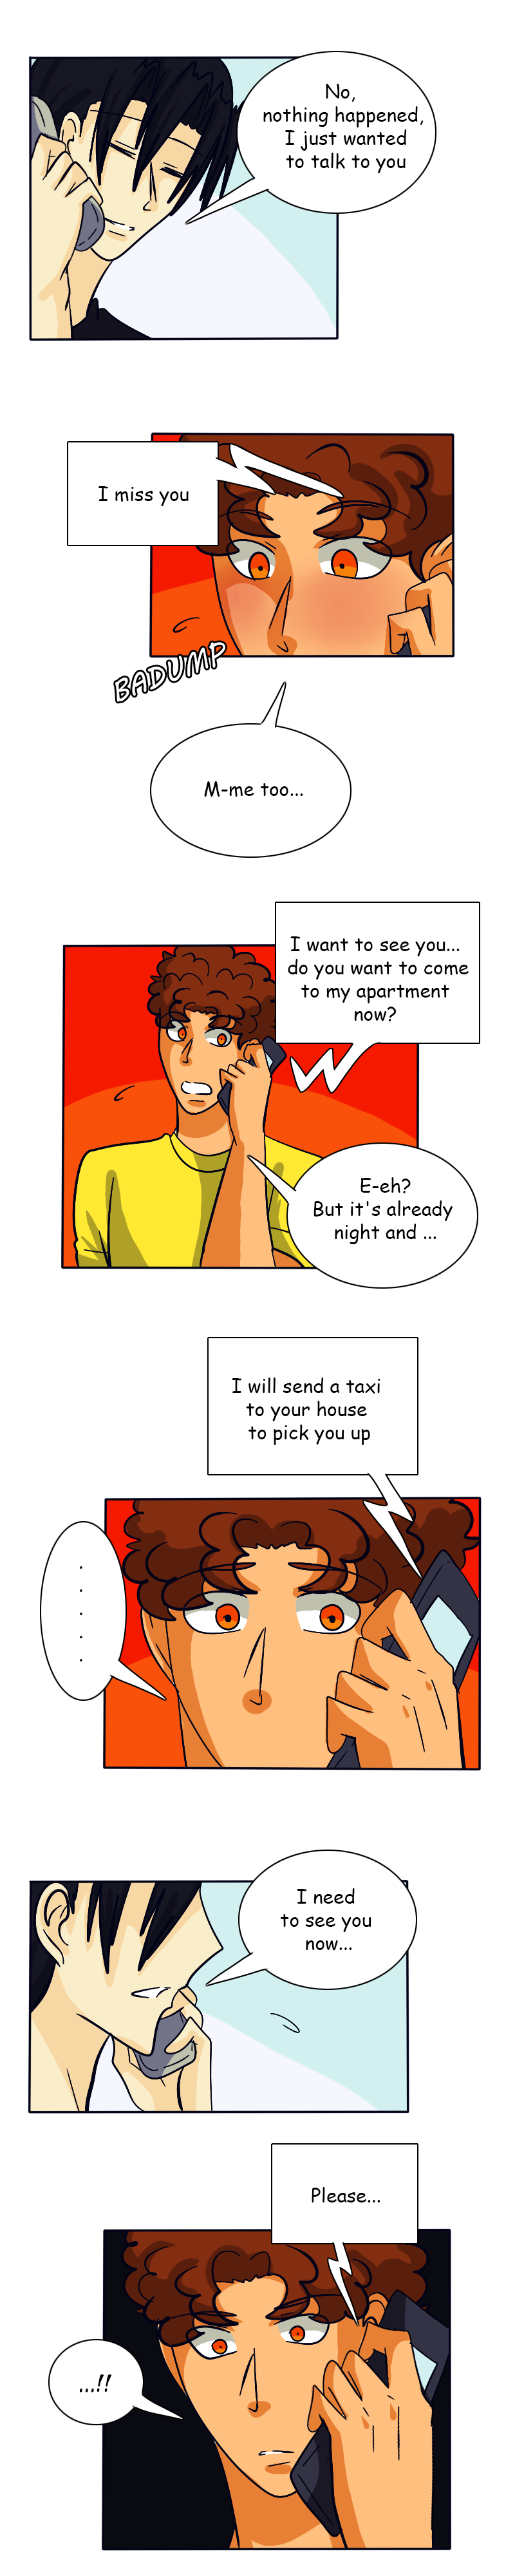 No,
nothing happened,
I just wanted
to talk to you
I miss you
BADUMP
M-me too...
I want to see you...
do you want to come
to my apartment
now?
E-eh?
But it's already
night and ...
I will send a taxi
to your house
to pick you up
.
.
.
.
.
I need
to see you
now...
Please...
...!!